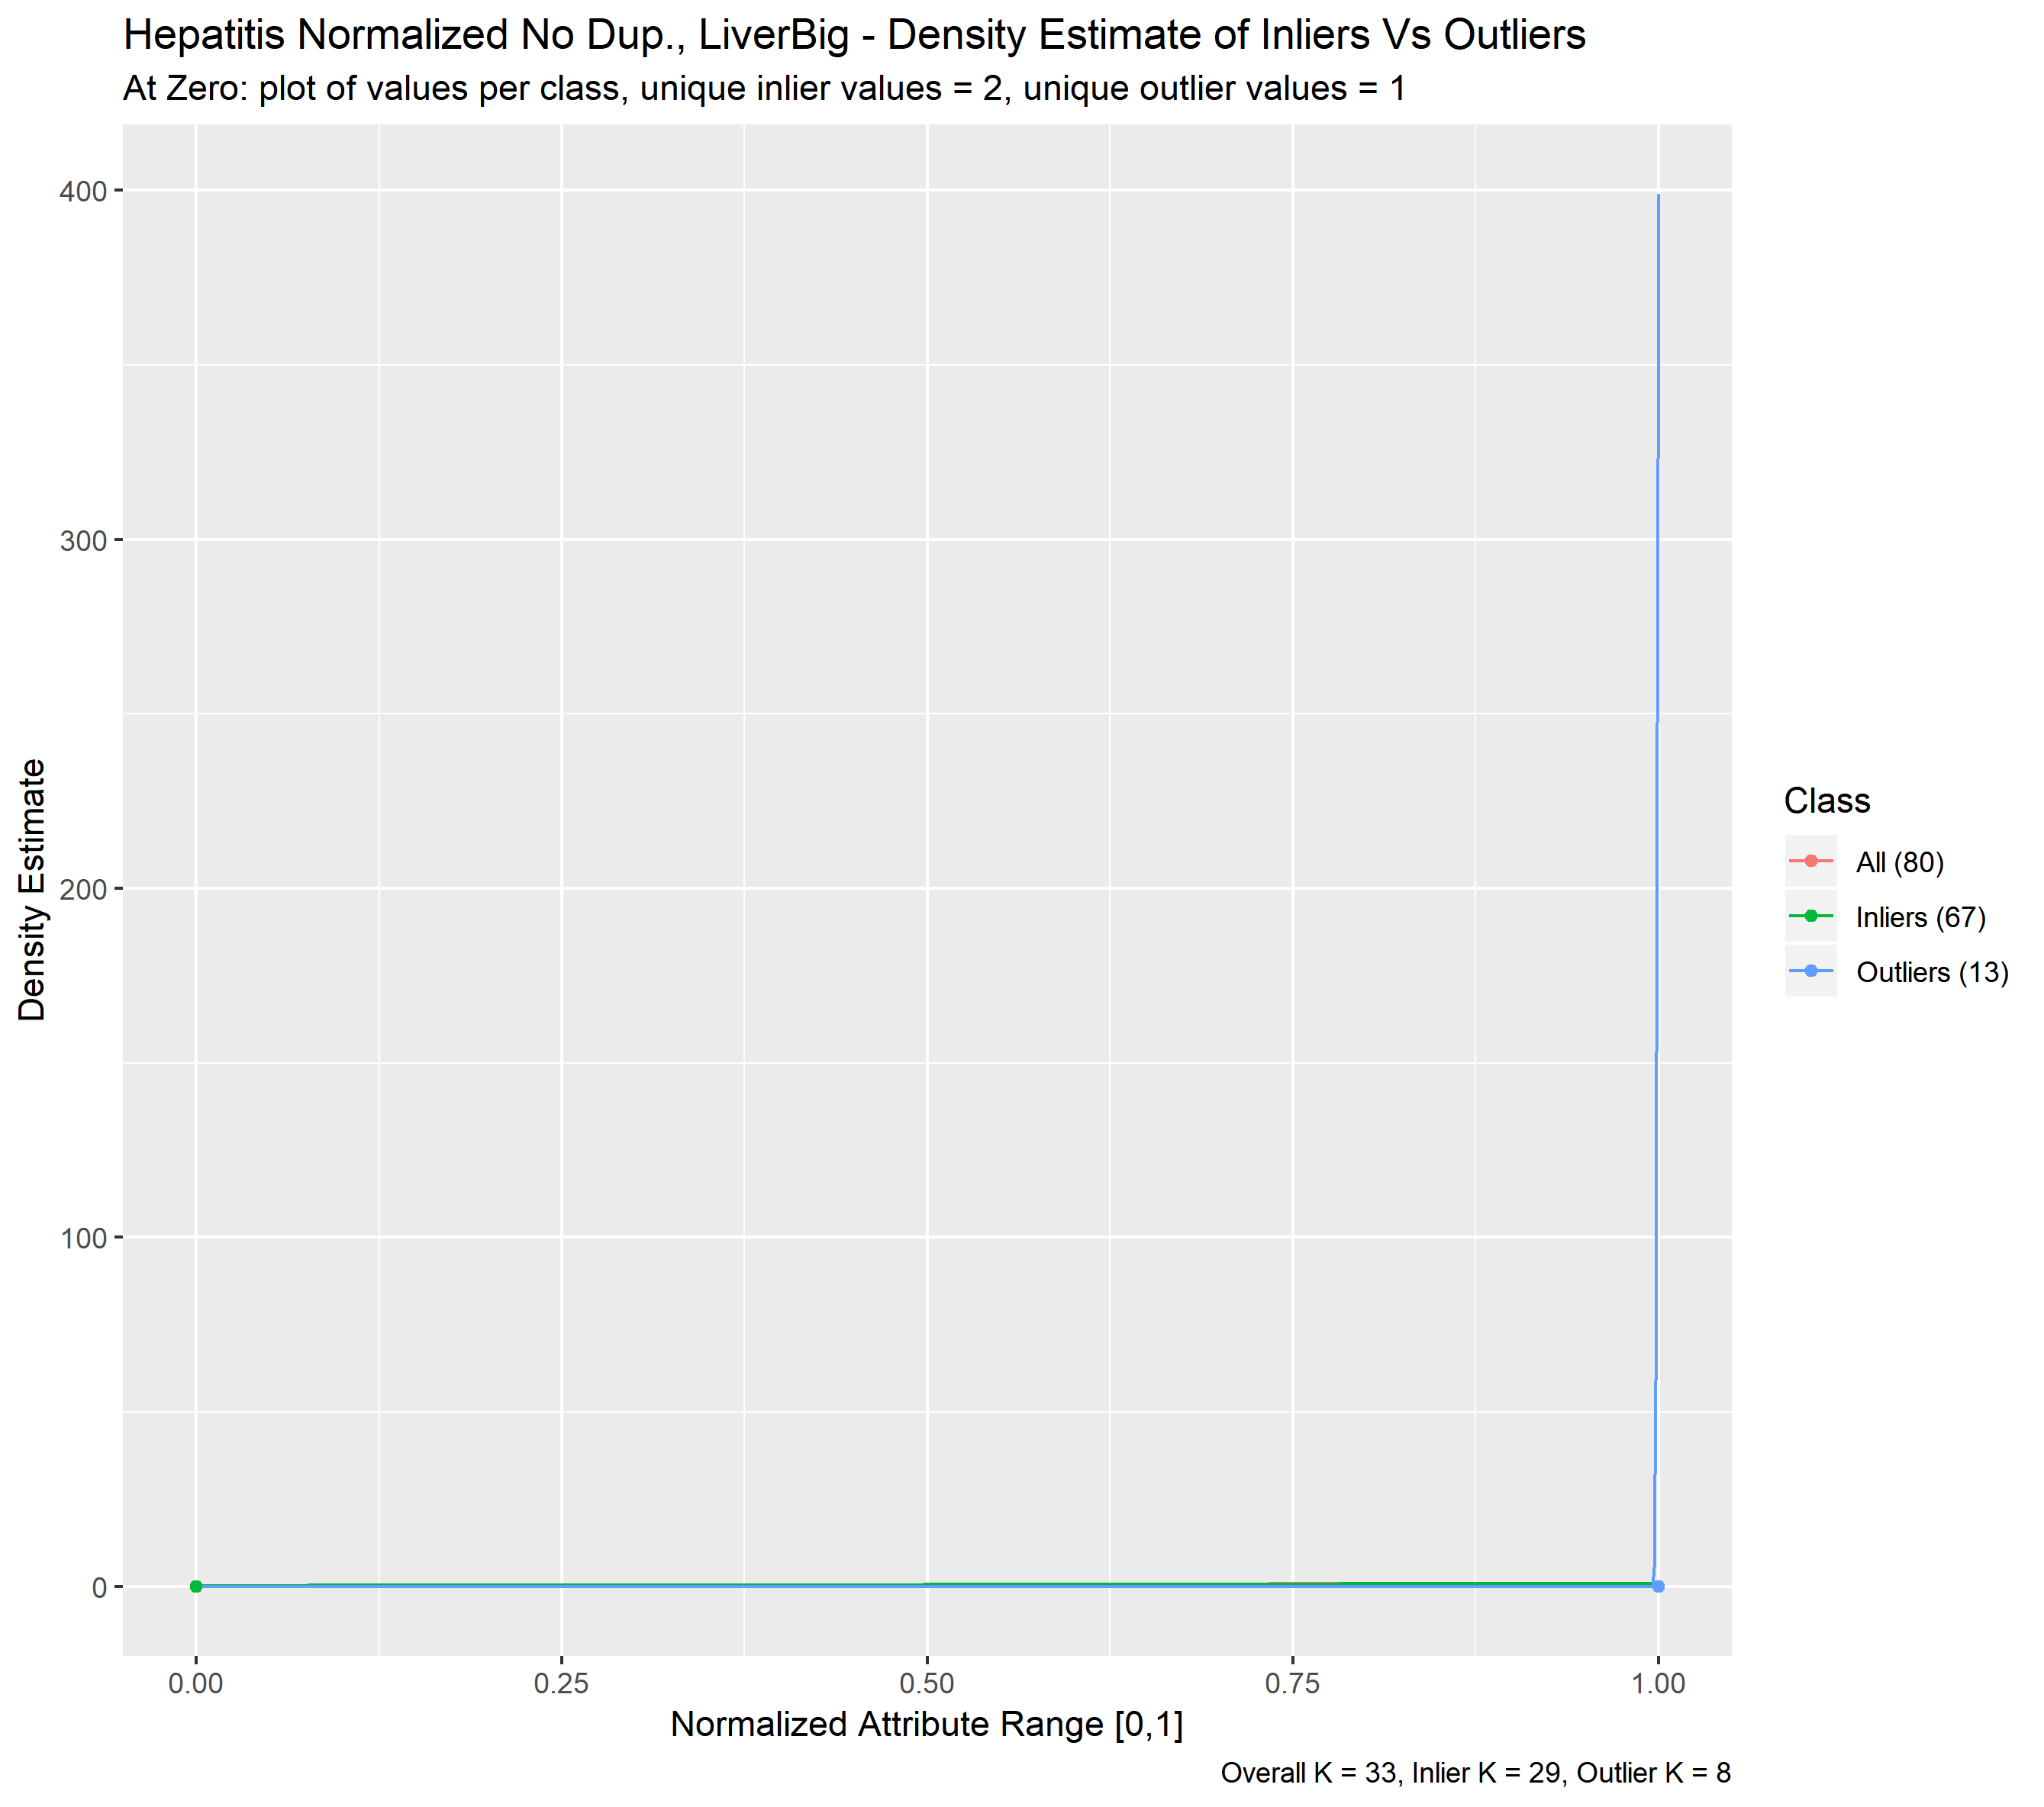 Hepatitis Normalized No Dup., LiverBig - Density Estimate of Inliers Vs Outliers
At Zero: plot of values per class, unique inlier values = 2, unique outlier values = 1
400
300
200
100
0
Density Estimate
0.00 0.25 0.50 0.75 1.00
Normalized Attribute Range [0,1]
Overall K = 33, Inlier K = 29, Outlier K = 8
Class
All (80)
Inliers (67)
Outliers (13)